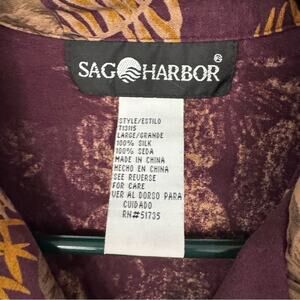 SAG HARBOR
STYLE/ESTILO
T13115
LARGE/GRANDE
100% SILK
100% SEDA
MADE IN CHINA
HECHO EN CHINA
SEE REVERSE
FOR CARE
VER AL DORSO PARA
CUIDADO
RN#51735